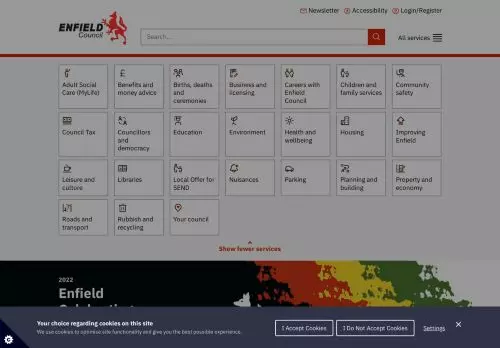 Newsletter Accessibility Login/Register
ENFIELD
Council
Search...
All services
Adult Social
Care (MyLife)
Benefits and
money advice
Births, deaths
and
ceremonies
Business and
licensing
Careers with
Enfield
Council
Children and
family services
Community
safety
Council Tax
Councillors
and
democracy
Education
Environment
Health and
wellbeing
Housing
Improving
Enfield
Leisure and
culture
Libraries
Local Offer for
SEND
Nuisances
Parking
Planning and
building
Property and
economy
Roads and
transport
Rubbish and
recycling
Your council
Show fewer services
2022
Enfield
Your choice regarding cookies on this site
We use cookies to optimise site functionality and give you the best possible experience.
I Accept Cookies
I Do Not Accept Cookies
Settings